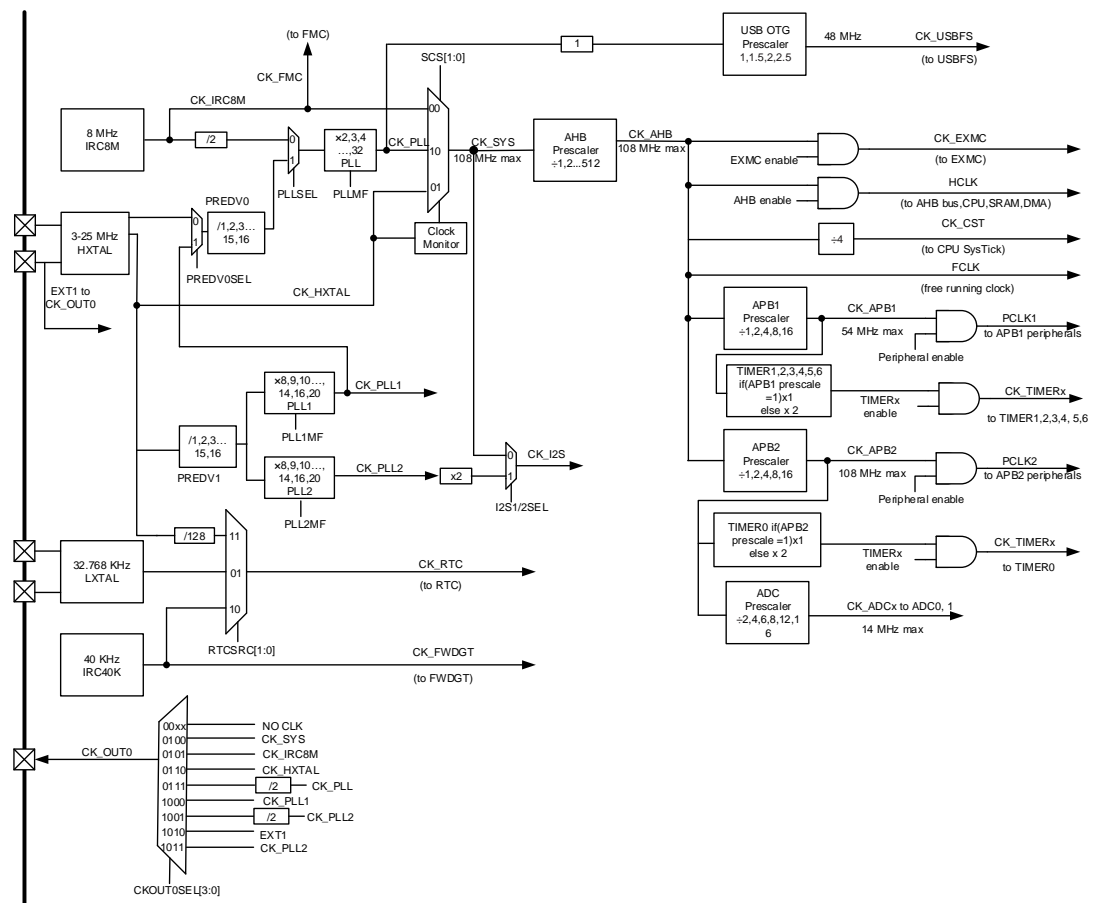 (to FMC)
CK_FMC
SCS[1:0]
1
USB OTG
Prescaler
1,1.5,2,2.5
48 MHz
CK_USBFS
(to USBFS)
8 MHz
IRC8M
CK_IRC8M
/2
0
1
PLLSEL
×2,3,4
…,32
PLL
PLLMF
CK_PLL
00
10
01
Clock
Monitor
CK_SYS
108 MHz max
AHB
Prescaler
÷1,2...512
CK_AHB
108 MHz max
EXMC enable
CK_EXMC
(to EXMC)
AHB enable
HCLK
(to AHB bus,CPU,SRAM,DMA)
÷4
CK_CST
(to CPU SysTick)
FCLK
(free running clock)
3-25 MHz
HXTAL
EXT1 to
CK_OUT0
0
1
PREDV0SEL
PREDV0
/1,2,3…
15,16
CK_HXTAL
APB1
Prescaler
÷1,2,4,8,16
CK_APB1
54 MHz max
Peripheral enable
PCLK1
to APB1 peripherals
TIMER1,2,3,4,5,6
if(APB1 prescale
=1)x1
else x 2
TIMERx
enable
CK_TIMERx
to TIMER1,2,3,4, 5,6
/1,2,3…
15,16
PREDV1
×8,9,10…,
14,16,20
PLL1
PLL1MF
CK_PLL1
×8,9,10…,
14,16,20
PLL2
PLL2MF
CK_PLL2
x2
0
1
I2S1/2SEL
CK_I2S
APB2
Prescaler
÷1,2,4,8,16
CK_APB2
108 MHz max
Peripheral enable
PCLK2
to APB2 peripherals
TIMER0 if(APB2
prescale =1)x1
else x 2
TIMERx
enable
CK_TIMERx
to TIMER0
ADC
Prescaler
÷2,4,6,8,12,1
6
CK_ADCx to ADC0, 1
14 MHz max
/128
11
01
10
RTCSRC[1:0]
32.768 KHz
LXTAL
CK_RTC
(to RTC)
40 KHz
IRC40K
CK_FWDGT
(to FWDGT)
CK_OUT0
00xx
NO CLK
0100
CK_SYS
0101
CK_IRC8M
0110
CK_HXTAL
0111
/2
CK_PLL
1000
CK_PLL1
1001
/2
CK_PLL2
1010
EXT1
1011
CK_PLL2
CKOUT0SEL[3:0]